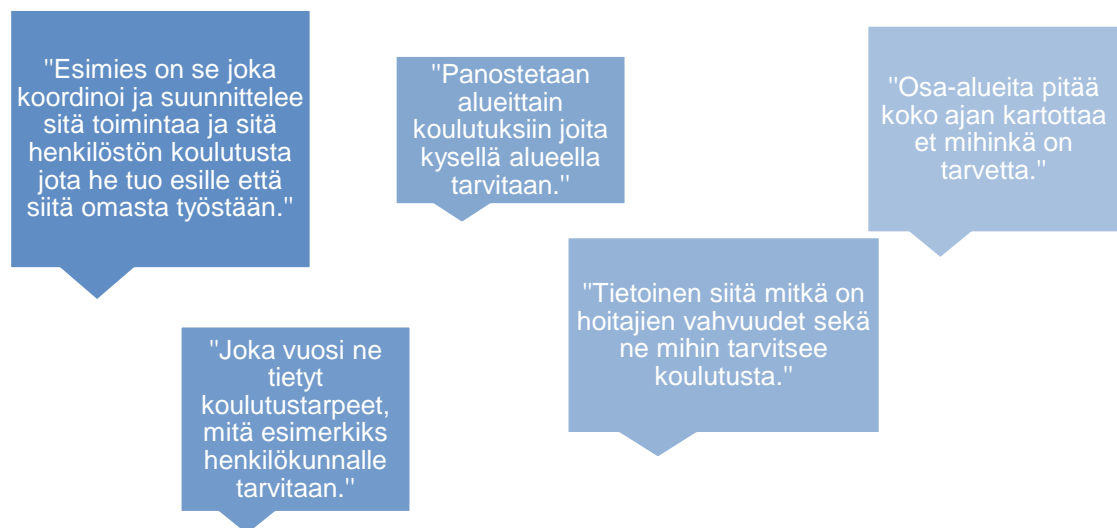 "Esimies on se joka
koordinoi ja suunnittelee
sitä toimintaa ja sitä
henkilöstön koulutusta
jota he tuo esille että
siitä omasta työstään."
"Panostetaan
alueittain
koulutuksiin joita
kysellä alueella
tarvitaan."
"Osa-alueita pitää
koko ajan kartottaa
et mihinkä on
tarvetta."
"Joka vuosi ne
tietyt
koulutustarpeet,
mitä esimerkiks
henkilökunnalle
tarvitaan."
"Tietoinen siitä mitkä on
hoitajien vahvuudet sekä
ne mihin tarvitsee
koulutusta."